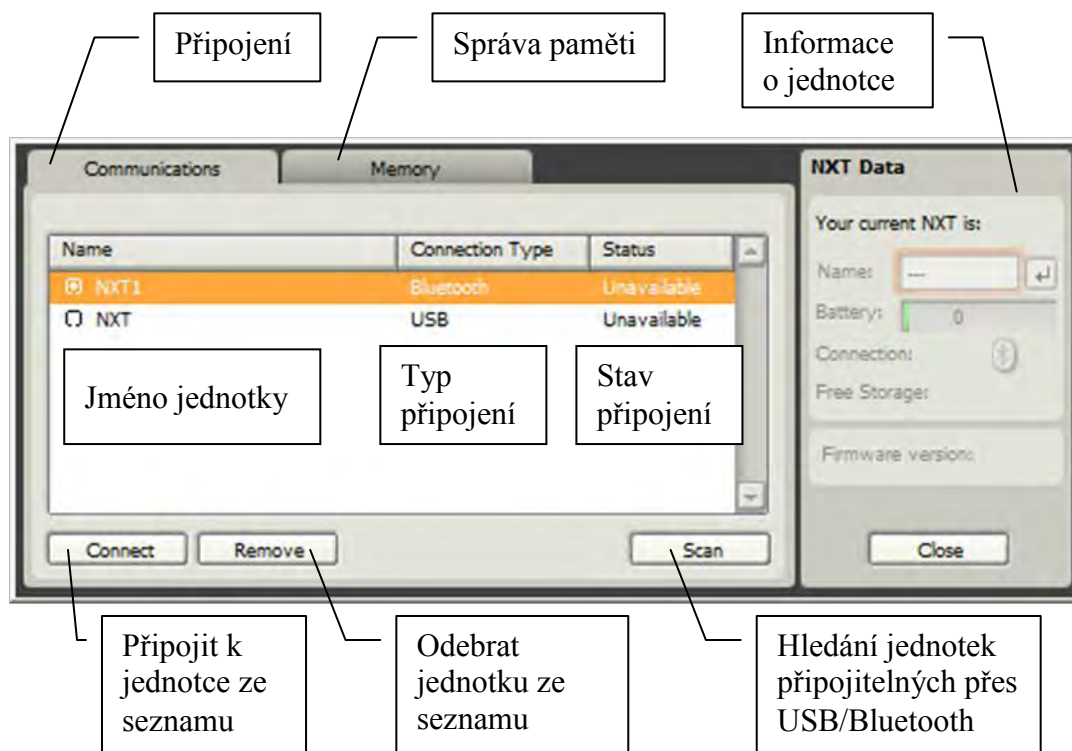 Připojení
Správa paměti
Informace
o jednotce
Communications
Memory
NXT Data
Name
Connection Type
Status
NXT1
Bluetooth
Unavailable
NXT
USB
Unavailable
Jméno jednotky
Typ
připojení
Stav
připojení
Your current NXT is:
Name:
---
Battery:
0
Connection:
Free Storage:
Firmware version:
Connect
Remove
Scan
Close
Připojit k
jednotce ze
seznamu
Odebrat
jednotku ze
seznamu
Hledání jednotek
připojitelných přes
USB/Bluetooth